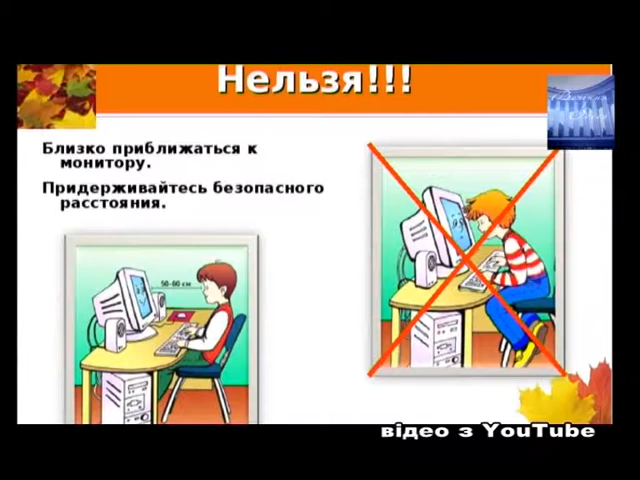 Нельзя!!!
Близко приближаться к
монитору.
Придерживайтесь безопасного
расстояния.
50-60 см
відео з YouTube